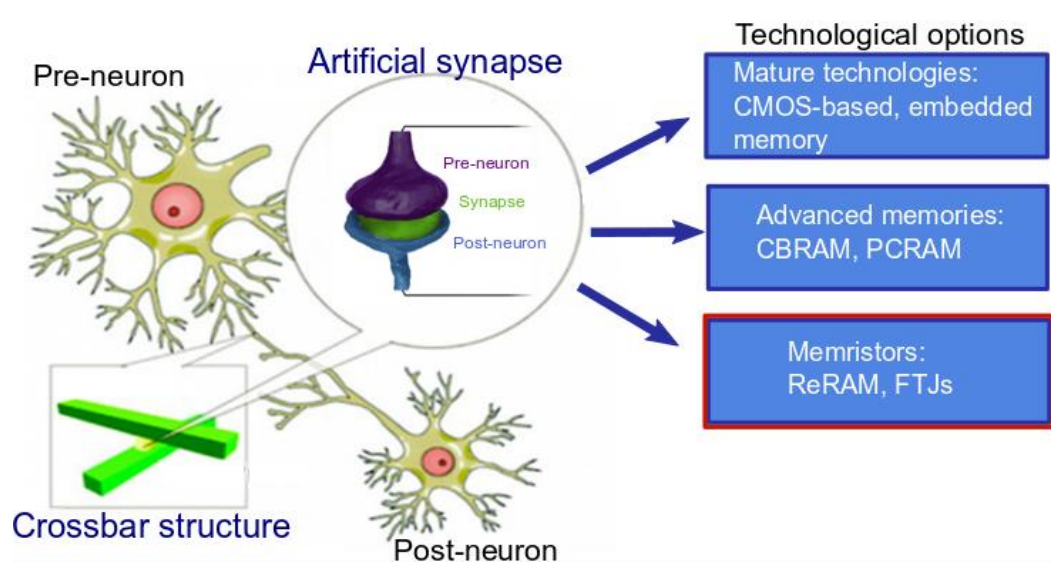 Technological options
Pre-neuron
Artificial synapse
Mature technologies:
CMOS-based, embedded
memory
Pre-neuron
Synapse
Post-neuron
Advanced memories:
CBRAM, PCRAM
Memristors:
ReRAM, FTJs
Crossbar structure
Post-neuron